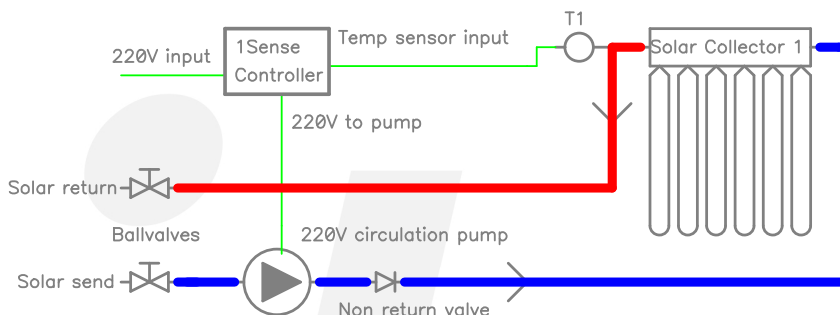 T1
1Sense
Controller
Temp sensor input
Solar Collector 1
220V input
220V to pump
Solar return
Ballvalves
220V circulation pump
Solar send
Non return valve